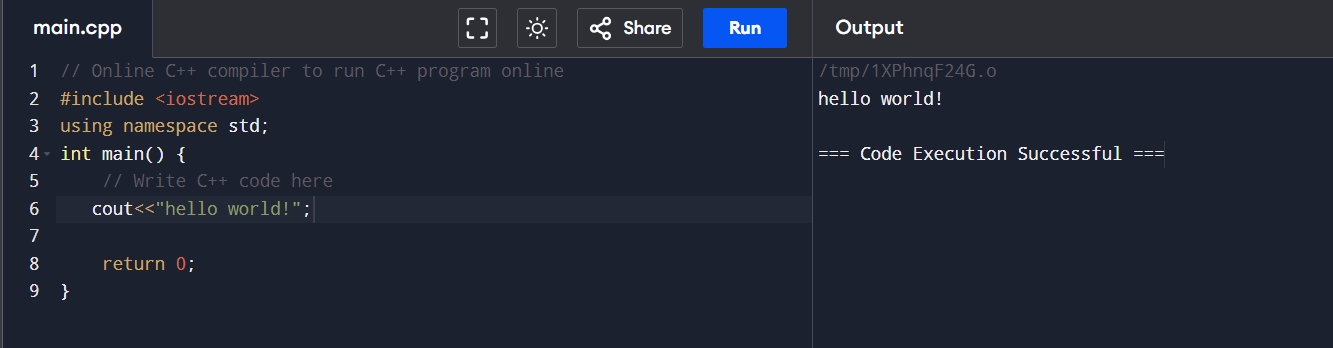 main.cpp
Share
Run
Output
1 // Online C++ compiler to run C++ program online
2 #include <iostream>
3 using namespace std;
4 int main() {
5     // Write C++ code here
6    cout<<"hello world!";
7
8     return 0;
9 }
/tmp/1XPhnqF24G.o
hello world!
=== Code Execution Successful ===